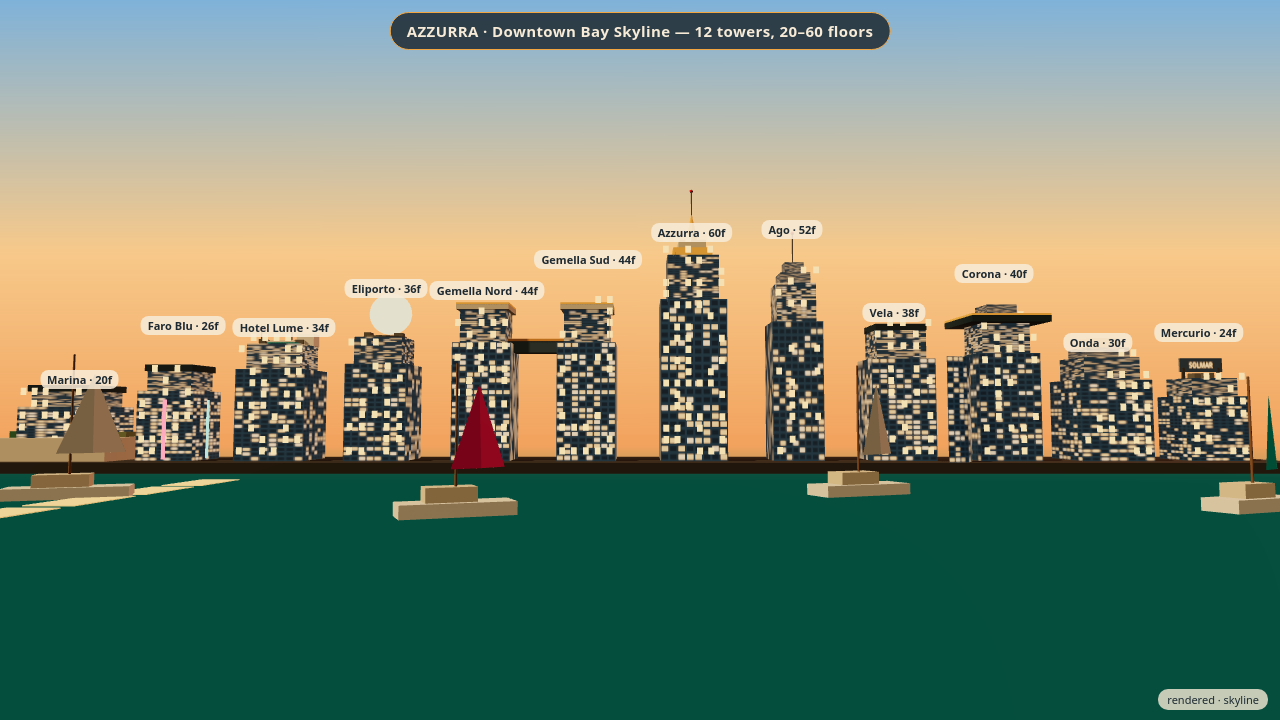 AZZURRA · Downtown Bay Skyline — 12 towers, 20–60 floors
Azzurra · 60f
Ago · 52f
Gemella Sud · 44f
Corona · 40f
Eliporto · 36f
Gemella Nord · 44f
Vela · 38f
Faro Blu · 26f
Hotel Lume · 34f
Mercurio · 24f
Onda · 30f
SOLMAR
Marina · 20f
rendered · skyline